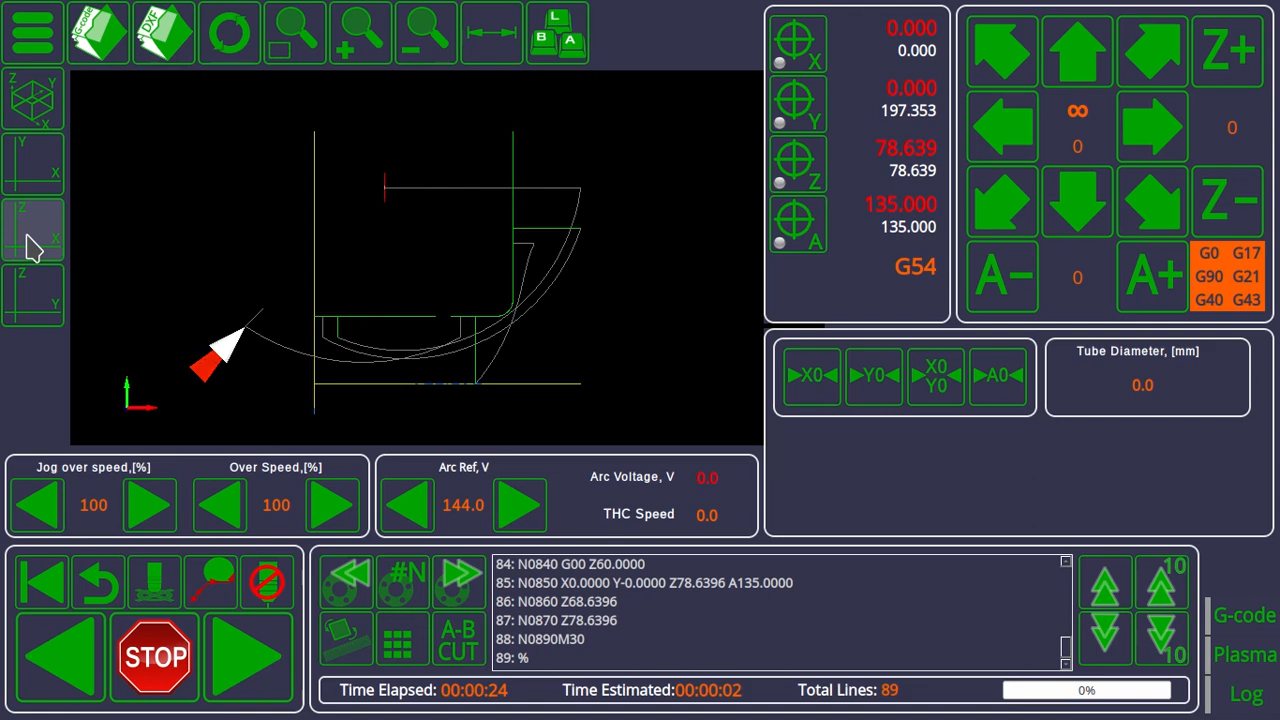 G-code
DXF
L
B A
Z Y
X
Y
X
Z
X
Z
Y
X
0.000
0.000
Y
0.000
197.353
Z
78.639
78.639
A
135.000
135.000
G54
Z+
∞
0
0
Z-
A-
0
A+
G0 G17
G90 G21
G40 G43
X0
Y0
X0
Y0
A0
Tube Diameter, [mm]
0.0
Jog over speed,[%]
100
Over Speed,[%]
100
Arc Ref, V
144.0
Arc Voltage, V 0.0
THC Speed 0.0
STOP
#N
A-B
CUT
84: N0840 G00 Z60.0000
85: N0850 X0.0000 Y-0.0000 Z78.6396 A135.0000
86: N0860 Z68.6396
87: N0870 Z78.6396
88: N0890M30
89: %
10
10
G-code
Plasma
Log
Time Elapsed: 00:00:24 Time Estimated:00:00:02 Total Lines: 89 0%